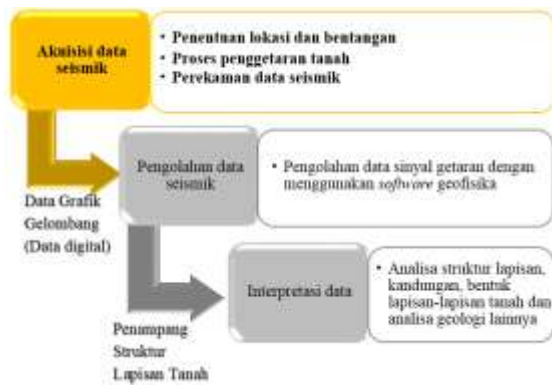 Akuisisi data
seismik
• Penentuan lokasi dan bentangan
• Proses penggetaran tanah
• Perekaman data seismik
Pengolahan data
seismik
• Pengolahan data sinyal getaran dengan
menggunakan software geofisika
Data Grafik
Gelombang
(Data digital)
Interpretasi data
• Analisa struktur lapisan,
kandungan, bentuk
lapisan-lapisan tanah dan
analisa geologi lainnya
Penampang
Struktur
Lapisan Tanah